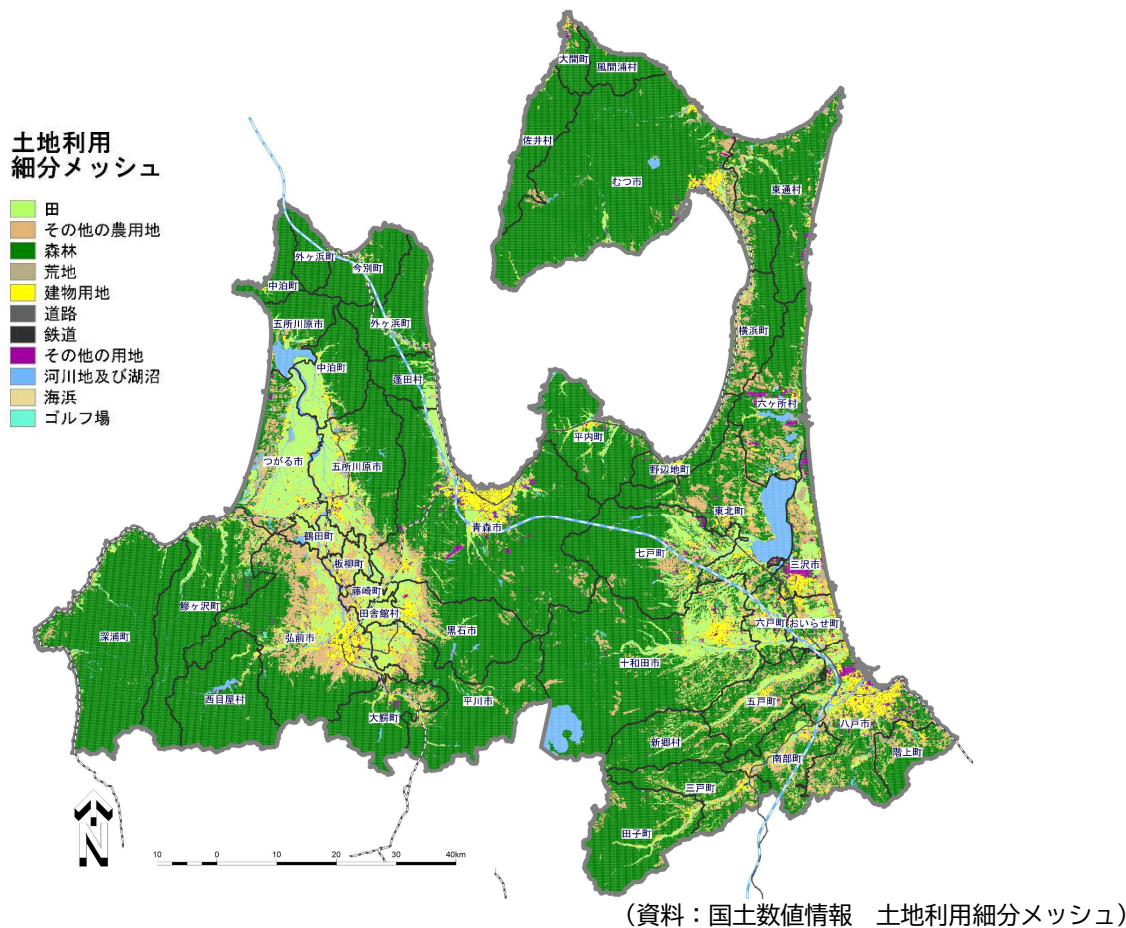 土地利用
細分メッシュ
田
その他の農用地
森林
荒地
建物用地
道路
鉄道
その他の用地
河川地及び湖沼
海浜
ゴルフ場
大間町
風間浦村
佐井村
むつ市
東通村
外ヶ浜町
今別町
中泊町
五所川原市
外ヶ浜町
横浜町
中泊町
蓬田村
六ヶ所村
平内町
つがる市
五所川原市
野辺地町
東北町
青森市
鶴田町
七戸町
板柳町
三沢市
藤崎町
鰺ヶ沢町
田舎館村
六戸町
おいらせ町
黒石市
深浦町
弘前市
十和田市
西目屋村
平川市
五戸町
大鰐町
八戸市
新郷村
階上町
南部町
三戸町
田子町
N
10 0 10 20 30 40km
（資料：国土数値情報　土地利用細分メッシュ）